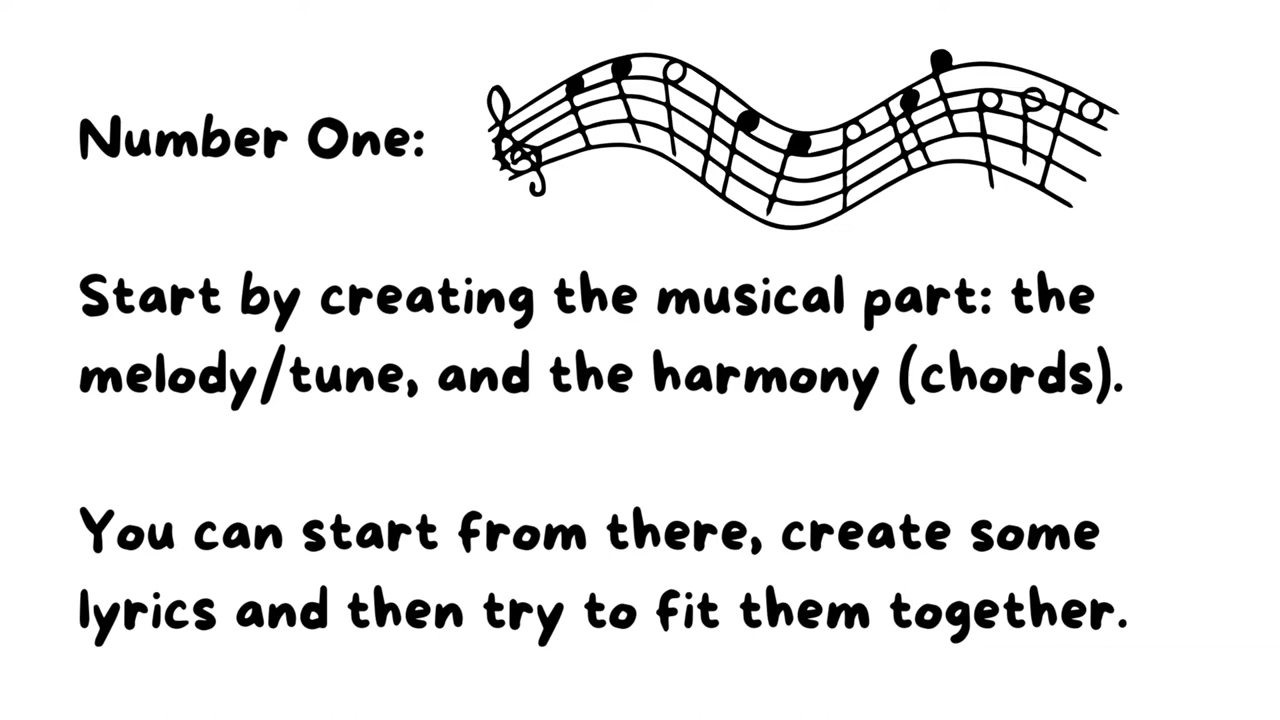 Number One:
Start by creating the musical part: the
melody/tune, and the harmony (chords).
You can start from there, create some
lyrics and then try to fit them together.